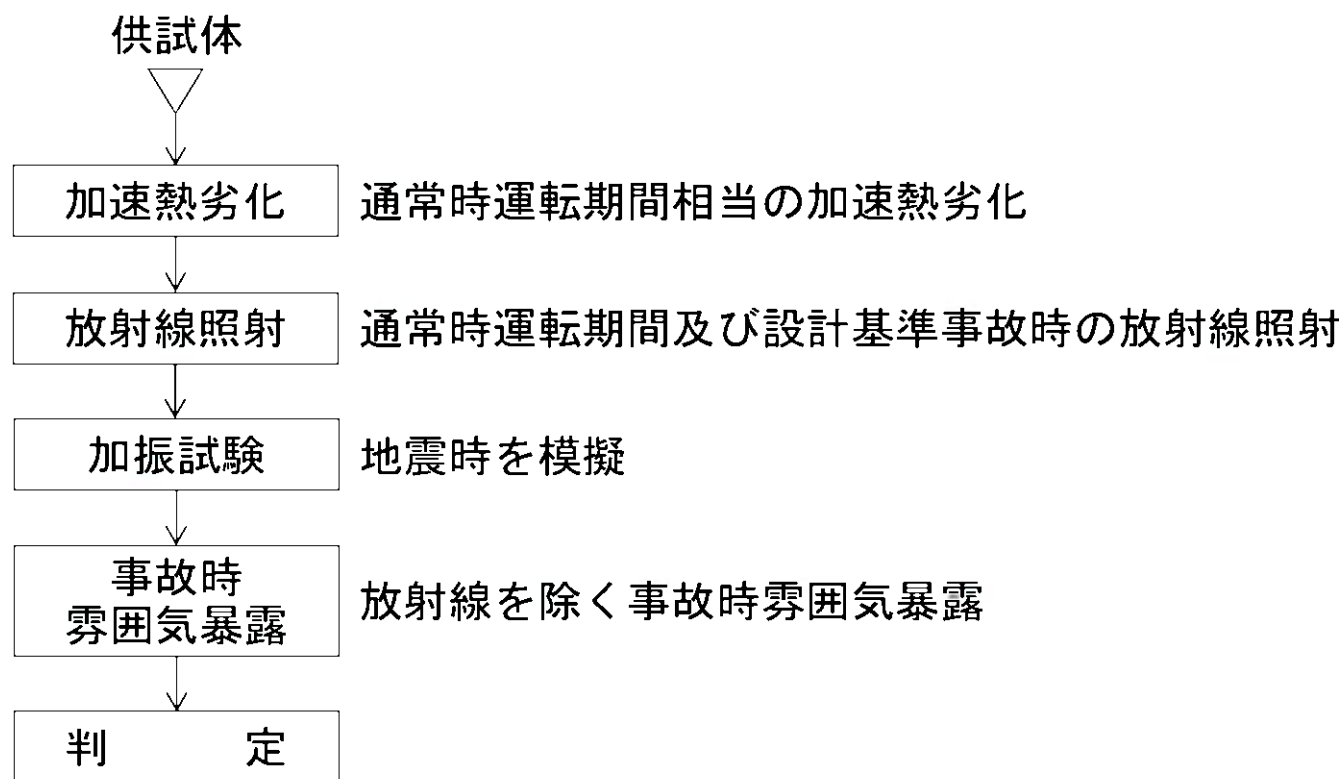 供試体
加速熱劣化
通常時運転期間相当の加速熱劣化
放射線照射
通常時運転期間及び設計基準事故時の放射線照射
加振試験
地震時を模擬
事故時
雰囲気暴露
放射線を除く事故時雰囲気暴露
判　定